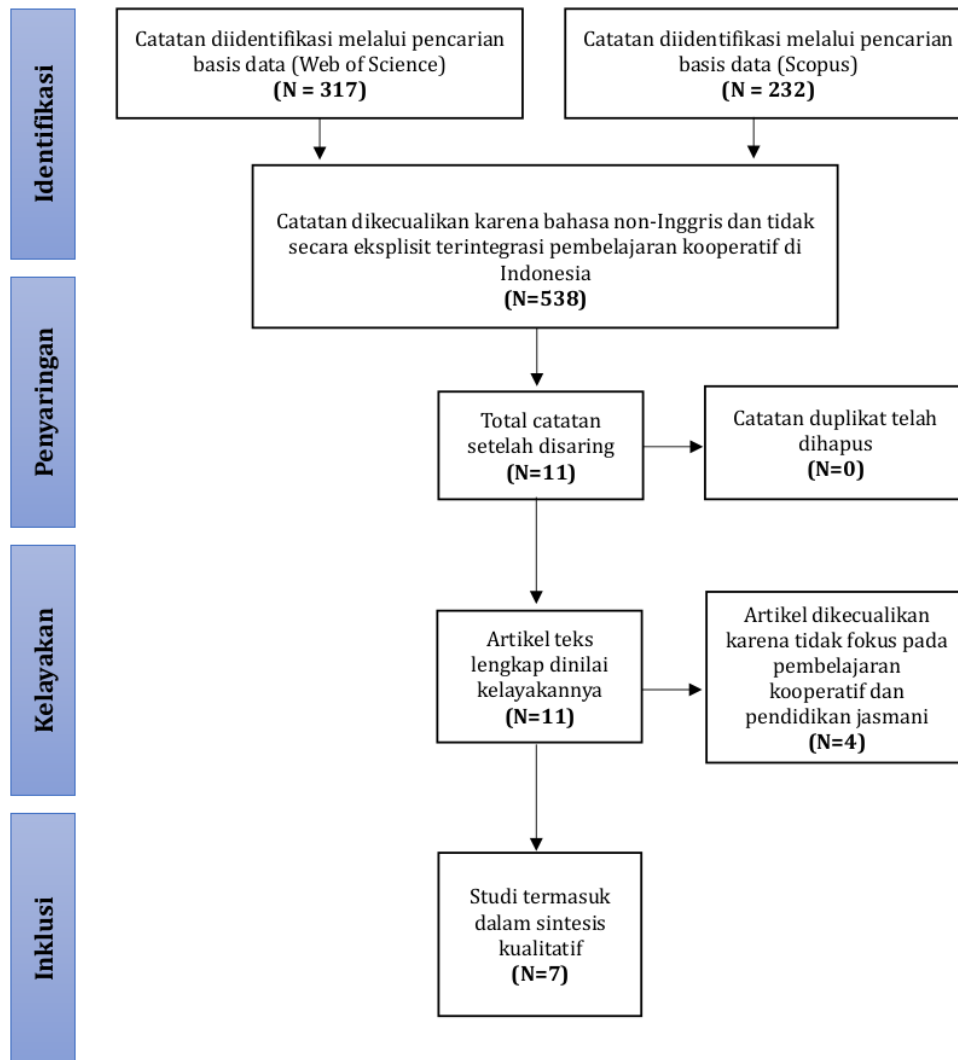 Identifikasi
Catatan diidentifikasi melalui pencarian
basis data (Web of Science)
(N = 317)
Catatan diidentifikasi melalui pencarian
basis data (Scopus)
(N = 232)
Catatan dikecualikan karena bahasa non-Inggris dan tidak
secara eksplisit terintegrasi pembelajaran kooperatif di
Indonesia
(N=538)
Penyaringan
Total catatan
setelah disaring
(N=11)
Catatan duplikat telah
dihapus
(N=0)
Kelayakan
Artikel teks
lengkap dinilai
kelayakannya
(N=11)
Artikel dikecualikan
karena tidak fokus pada
pembelajaran
kooperatif dan
pendidikan jasmani
(N=4)
Inklusi
Studi termasuk
dalam sintesis
kualitatif
(N=7)